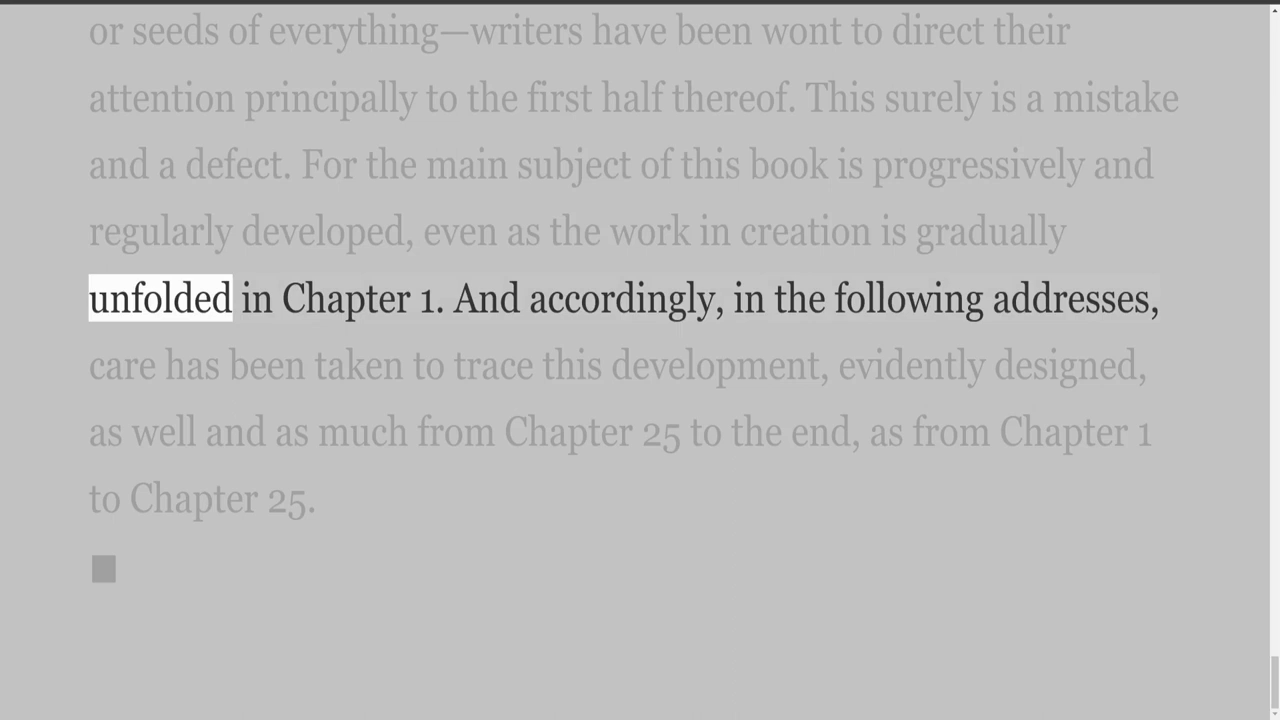 or seeds of everything—writers have been wont to direct their
attention principally to the first half thereof. This surely is a mistake
and a defect. For the main subject of this book is progressively and
regularly developed, even as the work in creation is gradually
unfolded in Chapter 1. And accordingly, in the following addresses,
care has been taken to trace this development, evidently designed,
as well and as much from Chapter 25 to the end, as from Chapter 1
to Chapter 25.